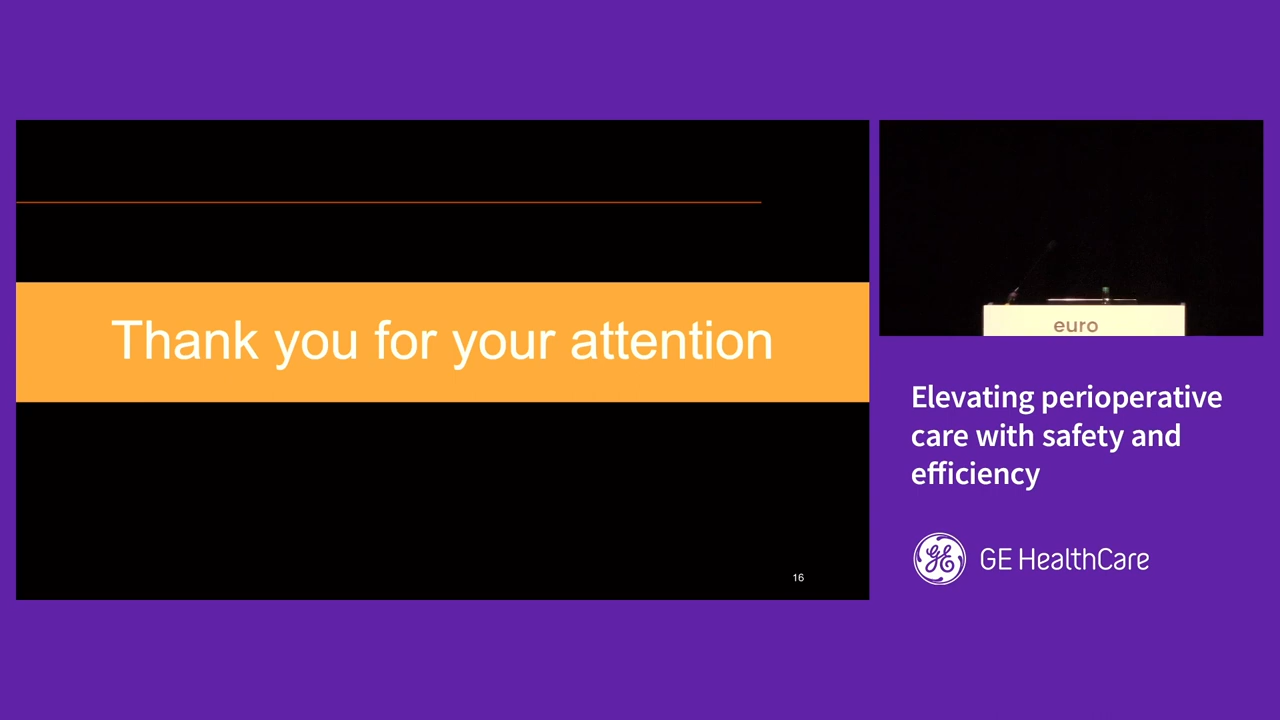 Thank you for your attention
16
euro
Elevating perioperative
care with safety and
efficiency
GE HealthCare